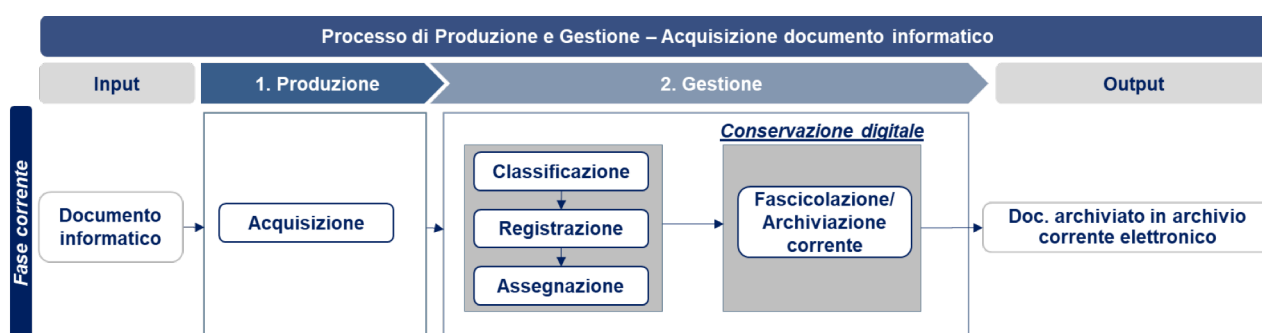 Processo di Produzione e Gestione – Acquisizione documento informatico
Input
1. Produzione
2. Gestione
Output
Fase corrente
Documento
informatico
Acquisizione
Classificazione
Registrazione
Assegnazione
Conservazione digitale
Fascicolazione/
Archiviazione
corrente
Doc. archiviato in archivio
corrente elettronico